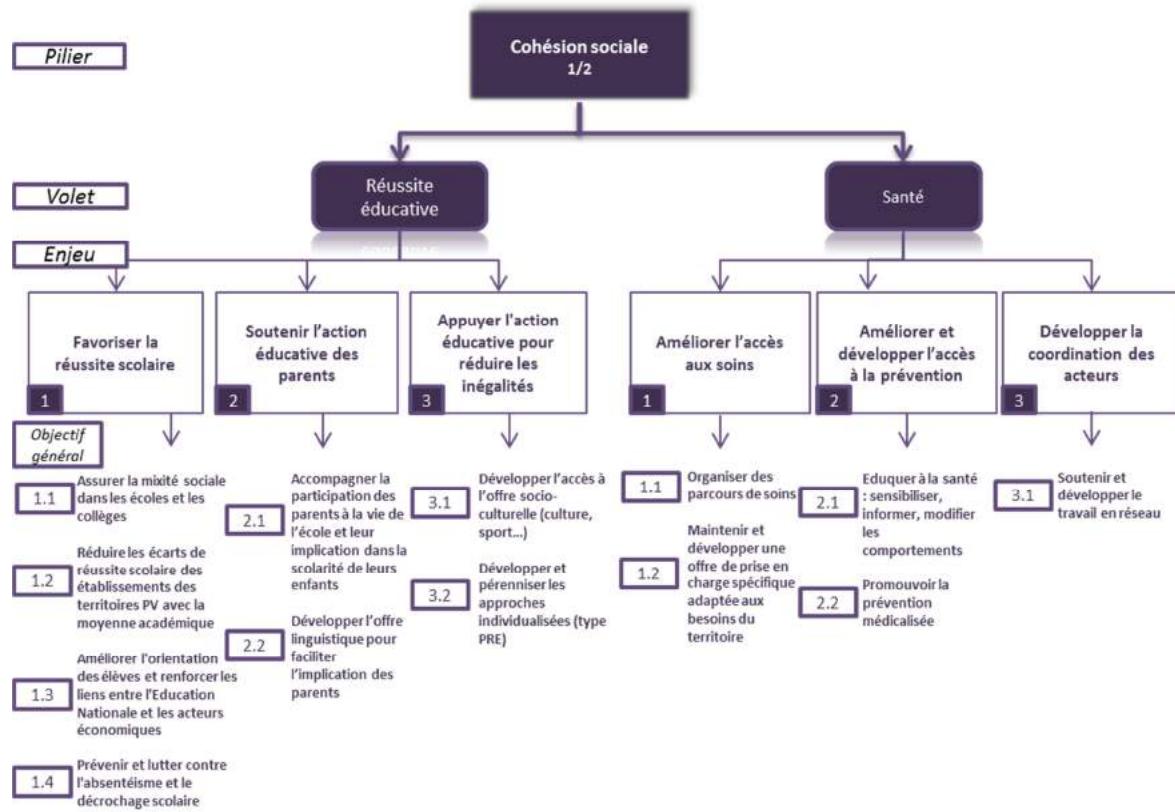 Pilier
Cohésion sociale
1/2
Volet
Réussite
éducative
Santé
Enjeu
Favoriser la
réussite scolaire
1
Soutenir l'action
éducative des
parents
2
Appuyer l'action
éducative pour
réduire les
inégalités
3
Améliorer l'accès
aux soins
1
Améliorer et
développer l'accès
à la prévention
2
Développer la
coordination des
acteurs
3
Objectif
général
1.1
Assurer la mixité sociale
dans les écoles et les
collèges
1.2
Réduire les écarts de
réussite scolaire des
établissements des
territoires PV avec la
moyenne académique
1.3
Améliorer l'orientation
des élèves et renforcer les
liens entre l'Education
Nationale et les acteurs
économiques
1.4
Prévenir et lutter contre
l'absentéisme et le
décrochage scolaire
2.1
Accompagner la
participation des
parents à la vie de
l'école et leur
implication dans la
scolarité de leurs
enfants
2.2
Développer l'offre
linguistique pour
faciliter
l'implication des
parents
3.1
Développer l'accès à
l'offre socio-
culturelle (culture,
sport...)
3.2
Développer et
pérenniser les
approches
individualisées (type
PRE)
1.1
Organiser des
parcours de soins
1.2
Maintenir et
développer une
offre de prise en
charge spécifique
adaptée aux
besoins du
territoire
2.1
Eduquer à la santé
: sensibiliser,
informer, modifier
les
comportements
2.2
Promouvoir la
prévention
médicalisée
3.1
Soutenir et
développer le
travail en réseau